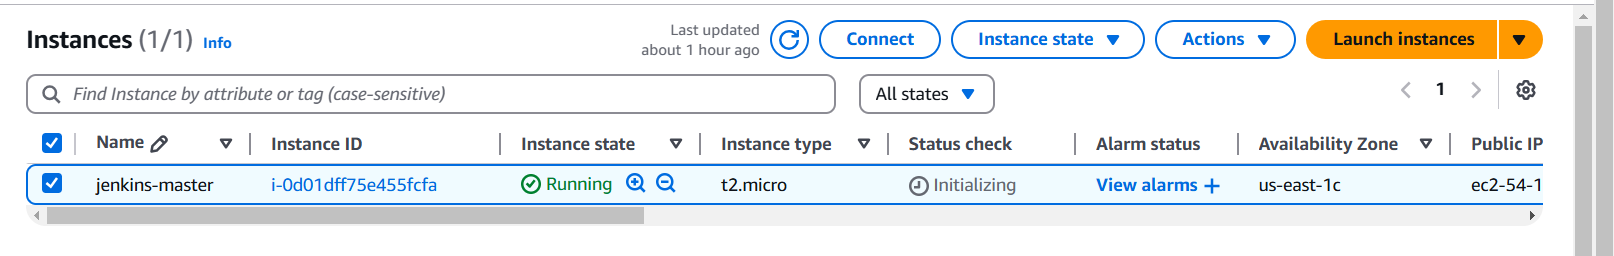 Instances (1/1) Info
Last updated
about 1 hour ago
Connect
Instance state
Actions
Launch instances
Find Instance by attribute or tag (case-sensitive)
All states
1
Name Instance ID Instance state Instance type Status check Alarm status Availability Zone Public IP
jenkins-master i-0d01dff75e455fcfa Running t2.micro Initializing View alarms + us-east-1c ec2-54-1